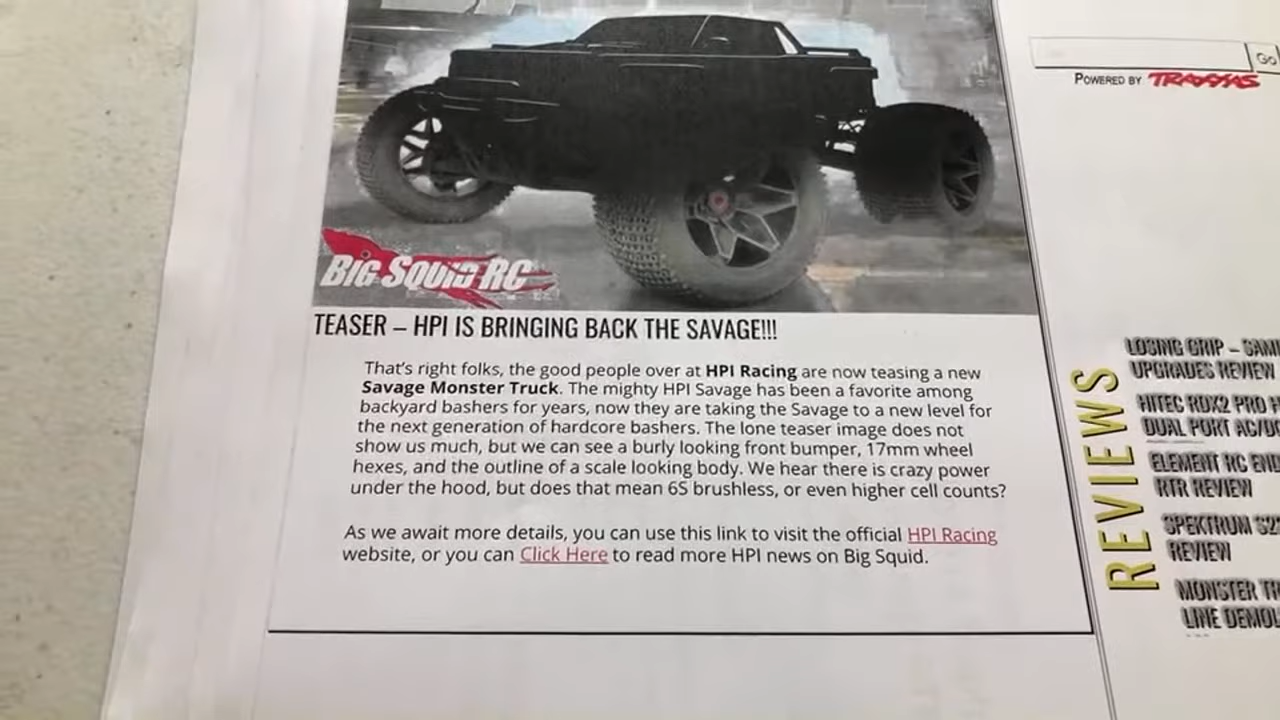 Go
POWERED BY TRAXXAS
BIG SQUID RC
TEASER – HPI IS BRINGING BACK THE SAVAGE!!!
That's right folks, the good people over at HPI Racing are now teasing a new
Savage Monster Truck. The mighty HPI Savage has been a favorite among
backyard bashers for years, now they are taking the Savage to a new level for
the next generation of hardcore bashers. The lone teaser image does not
show us much, but we can see a burly looking front bumper, 17mm wheel
hexes, and the outline of a scale looking body. We hear there is crazy power
under the hood, but does that mean 6S brushless, or even higher cell counts?
As we await more details, you can use this link to visit the official HPI Racing
website, or you can Click Here to read more HPI news on Big Squid.
REVIEWS
LOSING GRIP –
UPGRADES REVIEW
HITEC RDX2 PRO
DUAL PORT
ELEMENT RC
RTR REVIEW
SPEKTRUM
REVIEW
MONSTER
LINE